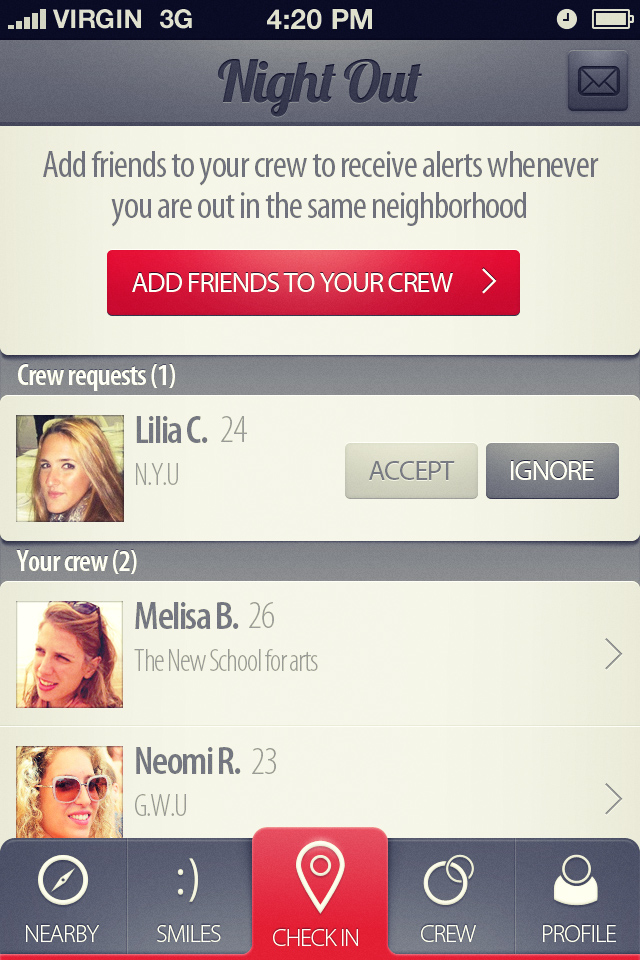 VIRGIN 3G 4:20 PM
Night Out
Add friends to your crew to receive alerts whenever
you are out in the same neighborhood
ADD FRIENDS TO YOUR CREW
Crew requests (1)
Lilia C. 24
N.Y.U
ACCEPT IGNORE
Your crew (2)
Melisa B. 26
The New School for arts
Neomi R. 23
G.W.U
:)
NEARBY SMILES CHECK IN CREW PROFILE